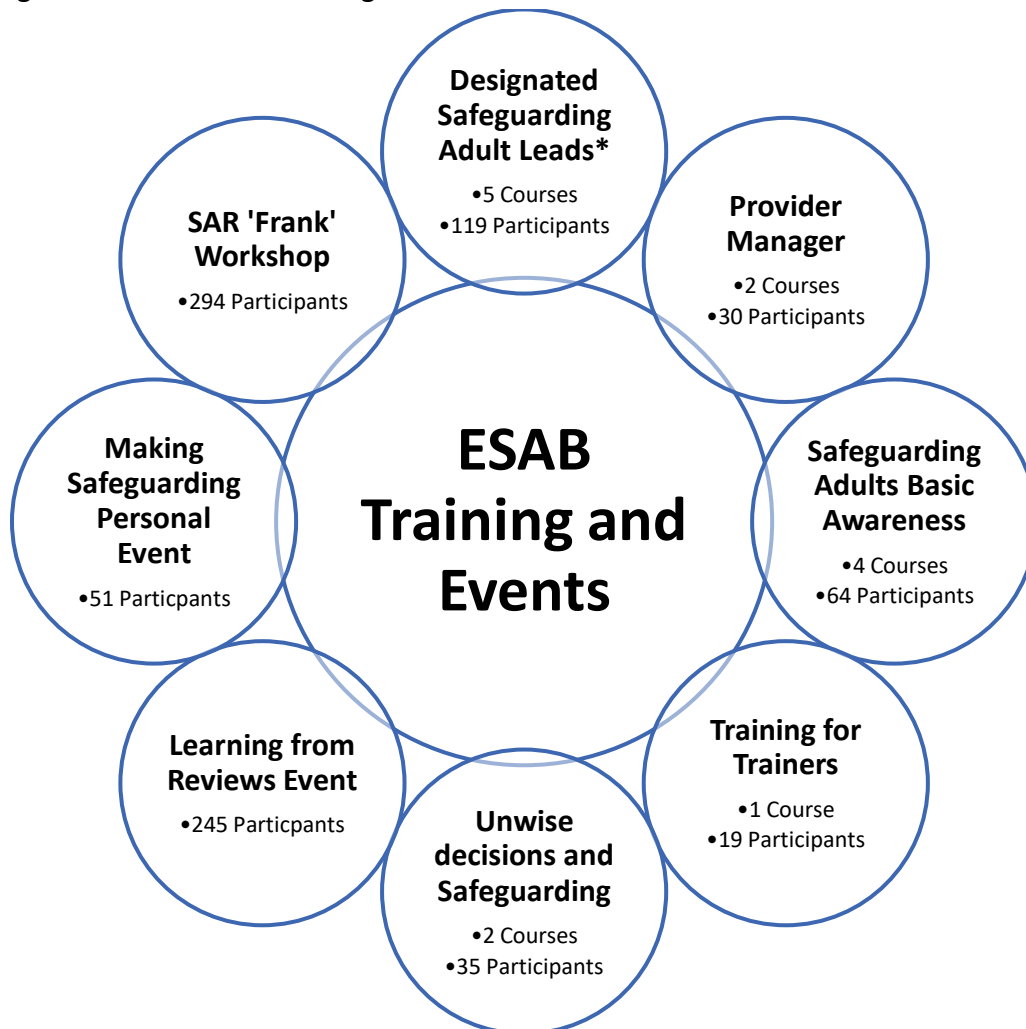 Designated
Safeguarding
Adult Leads*
•5 Courses
•119 Participants
Provider
Manager
•2 Courses
•30 Participants
Safeguarding
Adults Basic
Awareness
•4 Courses
•64 Participants
Training for
Trainers
•1 Course
•19 Participants
Unwise
decisions and
Safeguarding
•2 Courses
•35 Participants
Learning from
Reviews Event
•245 Particpants
Making
Safeguarding
Personal
Event
•51 Particpants
SAR 'Frank'
Workshop
•294 Participants
ESAB
Training and
Events